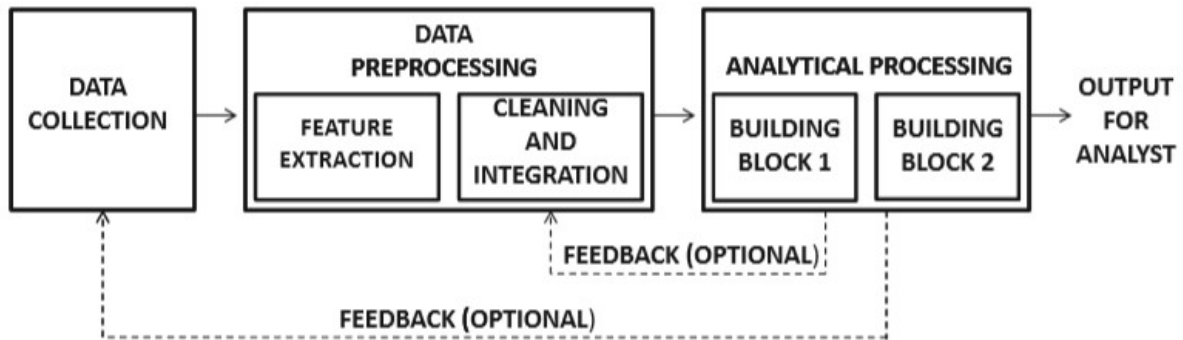 DATA
COLLECTION
DATA
PREPROCESSING
FEATURE
EXTRACTION
CLEANING
AND
INTEGRATION
ANALYTICAL PROCESSING
BUILDING
BLOCK 1
BUILDING
BLOCK 2
OUTPUT
FOR
ANALYST
FEEDBACK (OPTIONAL)
FEEDBACK (OPTIONAL)